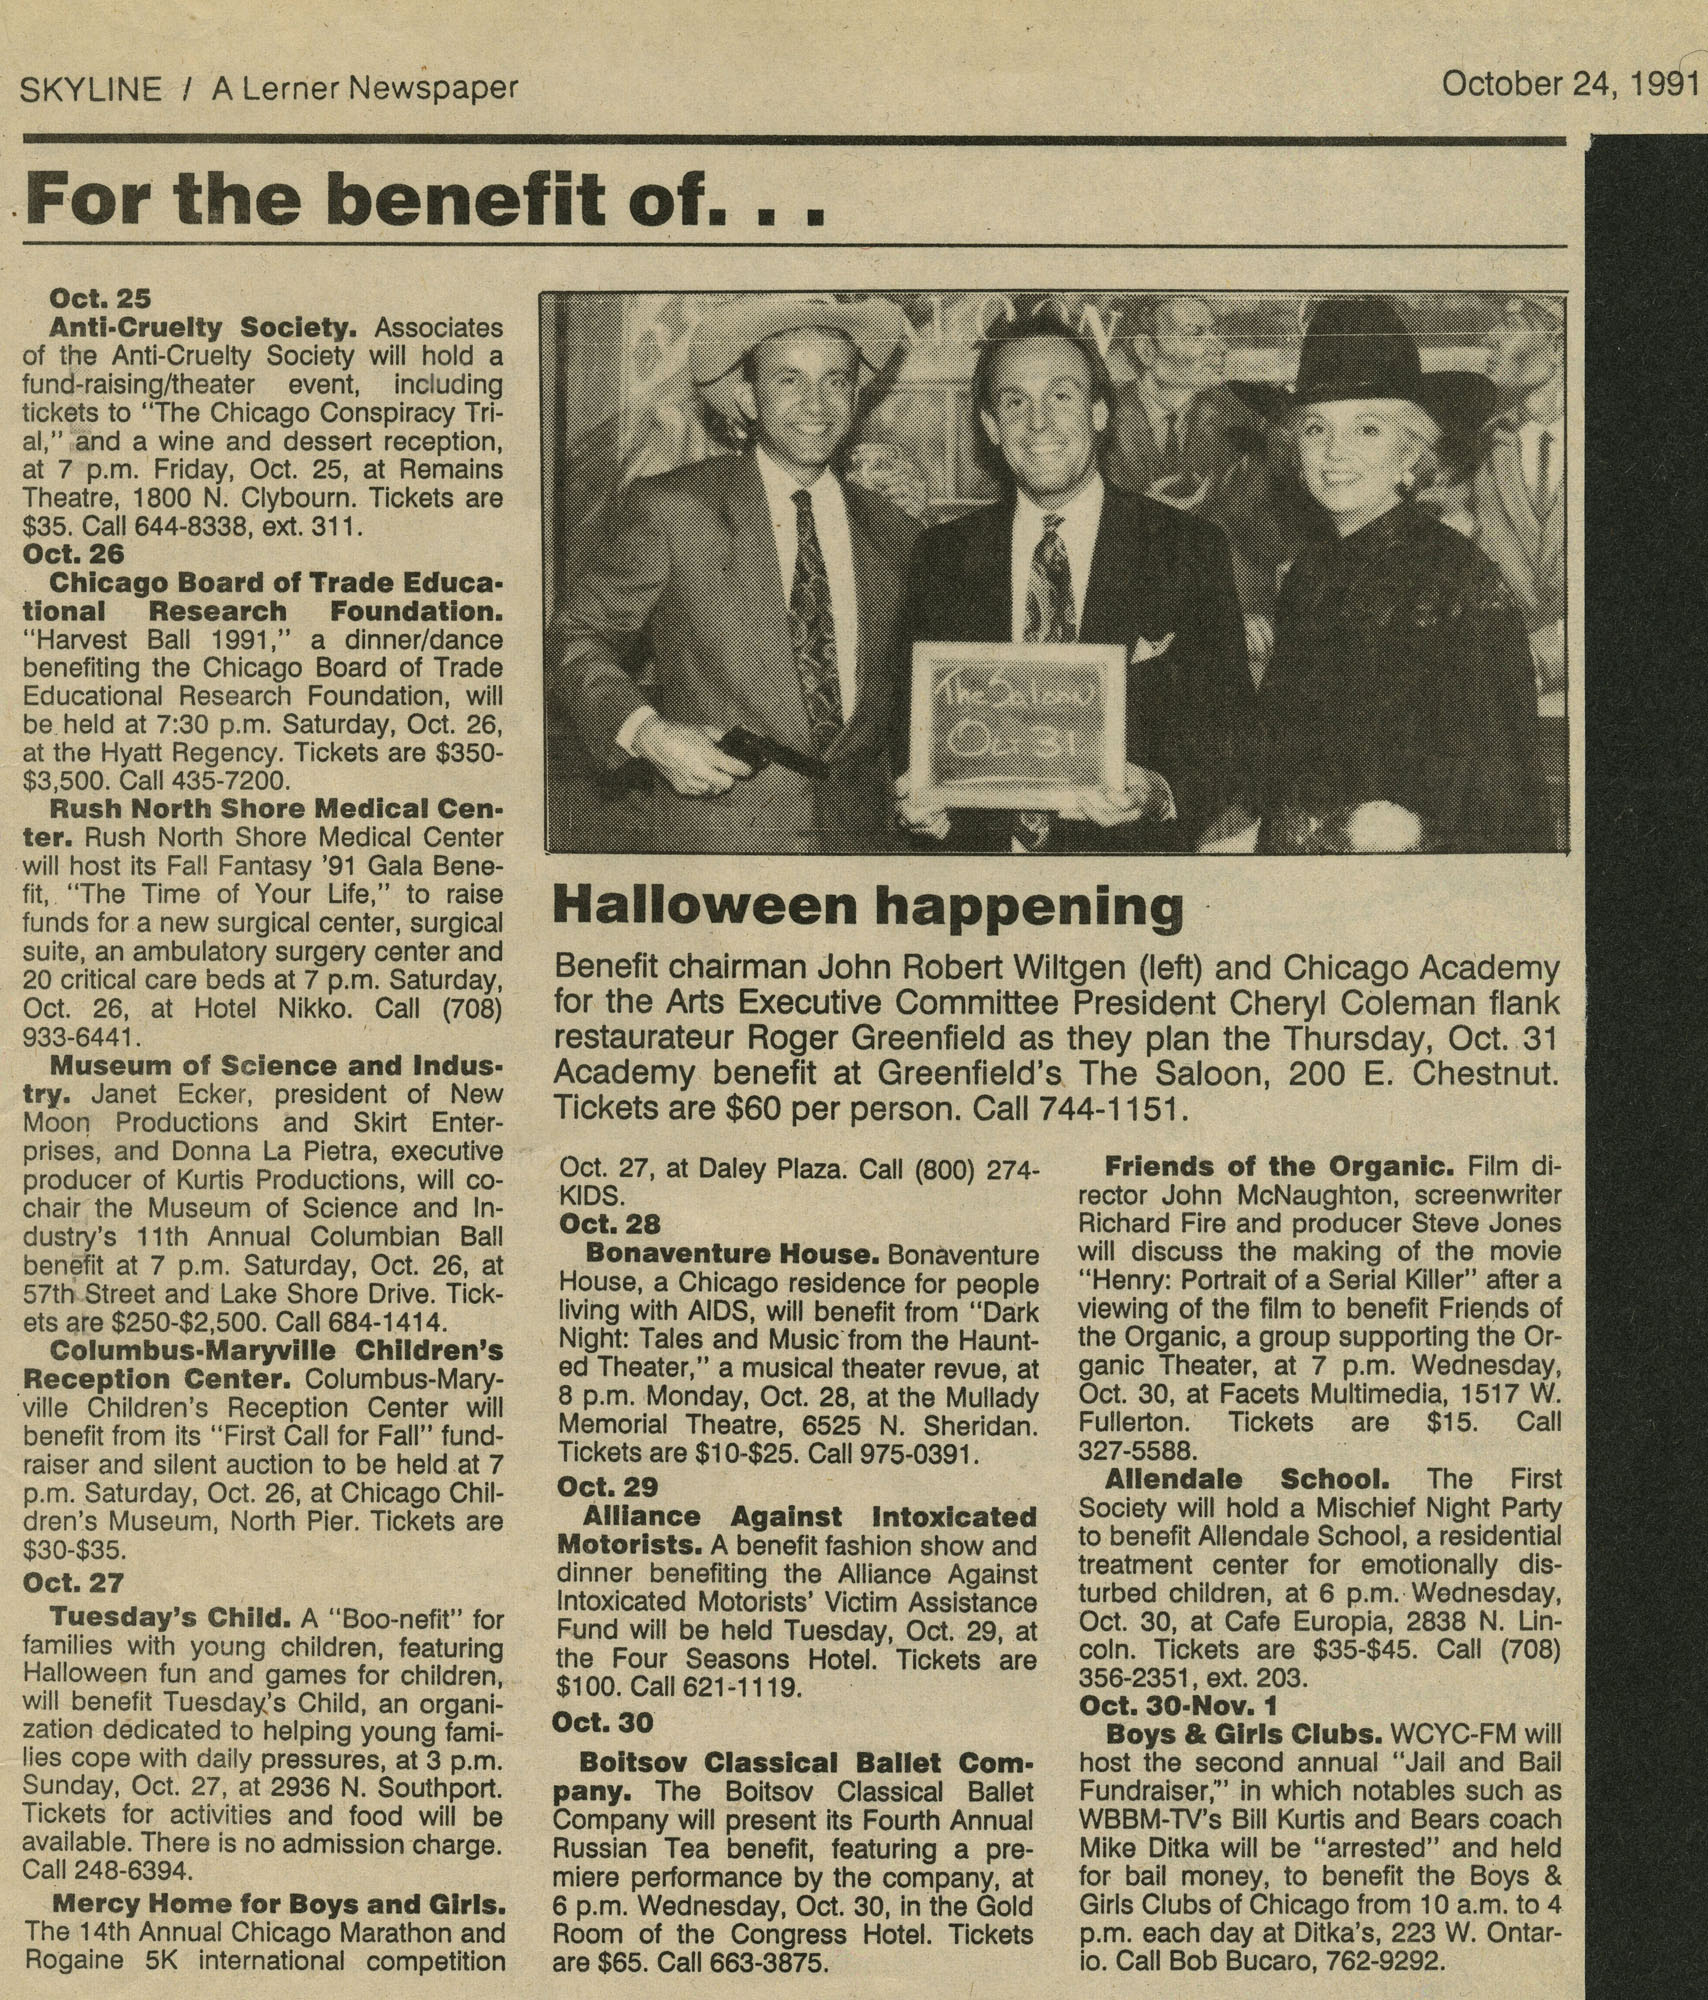 SKYLINE / A Lerner Newspaper
October 24, 1991
For the benefit of. . .
Oct. 25
Anti-Cruelty Society. Associates
of the Anti-Cruelty Society will hold a
fund-raising/theater event, including
tickets to "The Chicago Conspiracy Tri-
al," and a wine and dessert reception,
at 7 p.m. Friday, Oct. 25, at Remains
Theatre, 1800 N. Clybourn. Tickets are
$35. Call 644-8338, ext. 311.
Oct. 26
Chicago Board of Trade Educa-
tional Research Foundation.
"Harvest Ball 1991," a dinner/dance
benefiting the Chicago Board of Trade
Educational Research Foundation, will
be held at 7:30 p.m. Saturday, Oct. 26,
at the Hyatt Regency. Tickets are $350-
$3,500. Call 435-7200.
Rush North Shore Medical Cen-
ter. Rush North Shore Medical Center
will host its Fall Fantasy '91 Gala Bene-
fit, "The Time of Your Life," to raise
funds for a new surgical center, surgical
suite, an ambulatory surgery center and
20 critical care beds at 7 p.m. Saturday,
Oct. 26, at Hotel Nikko. Call (708)
933-6441.
Museum of Science and Indus-
try. Janet Ecker, president of New
Moon Productions and Skirt Enter-
prises, and Donna La Pietra, executive
producer of Kurtis Productions, will co-
chair the Museum of Science and In-
dustry's 11th Annual Columbian Ball
benefit at 7 p.m. Saturday, Oct. 26, at
57th Street and Lake Shore Drive. Tick-
ets are $250-$2,500. Call 684-1414.
Columbus-Maryville Children's
Reception Center. Columbus-Mary-
ville Children's Reception Center will
benefit from its "First Call for Fall" fund-
raiser and silent auction to be held at 7
p.m. Saturday, Oct. 26, at Chicago Chil-
dren's Museum, North Pier. Tickets are
$30-$35.
Oct. 27
Tuesday's Child. A "Boo-nefit" for
families with young children, featuring
Halloween fun and games for children,
will benefit Tuesday's Child, an organi-
zation dedicated to helping young fami-
lies cope with daily pressures, at 3 p.m.
Sunday, Oct. 27, at 2936 N. Southport.
Tickets for activities and food will be
available. There is no admission charge.
Call 248-6394.
Mercy Home for Boys and Girls.
The 14th Annual Chicago Marathon and
Rogaine 5K international competition
The Saloon
Oct 31
Halloween happening
Benefit chairman John Robert Wiltgen (left) and Chicago Academy
for the Arts Executive Committee President Cheryl Coleman flank
restaurateur Roger Greenfield as they plan the Thursday, Oct. 31
Academy benefit at Greenfield's The Saloon, 200 E. Chestnut.
Tickets are $60 per person. Call 744-1151.
Oct. 27, at Daley Plaza. Call (800) 274-
KIDS.
Oct. 28
Bonaventure House. Bonaventure
House, a Chicago residence for people
living with AIDS, will benefit from "Dark
Night: Tales and Music from the Haunt-
ed Theater," a musical theater revue, at
8 p.m. Monday, Oct. 28, at the Mullady
Memorial Theatre, 6525 N. Sheridan.
Tickets are $10-$25. Call 975-0391.
Oct. 29
Alliance Against Intoxicated
Motorists. A benefit fashion show and
dinner benefiting the Alliance Against
Intoxicated Motorists' Victim Assistance
Fund will be held Tuesday, Oct. 29, at
the Four Seasons Hotel. Tickets are
$100. Call 621-1119.
Oct. 30
Boitsov Classical Ballet Com-
pany. The Boitsov Classical Ballet
Company will present its Fourth Annual
Russian Tea benefit, featuring a pre-
miere performance by the company, at
6 p.m. Wednesday, Oct. 30, in the Gold
Room of the Congress Hotel. Tickets
are $65. Call 663-3875.
Friends of the Organic. Film di-
rector John McNaughton, screenwriter
Richard Fire and producer Steve Jones
will discuss the making of the movie
"Henry: Portrait of a Serial Killer" after a
viewing of the film to benefit Friends of
the Organic, a group supporting the Or-
ganic Theater, at 7 p.m. Wednesday,
Oct. 30, at Facets Multimedia, 1517 W.
Fullerton. Tickets are $15. Call
327-5588.
Allendale School. The First
Society will hold a Mischief Night Party
to benefit Allendale School, a residential
treatment center for emotionally dis-
turbed children, at 6 p.m. Wednesday,
Oct. 30, at Cafe Europia, 2838 N. Lin-
coln. Tickets are $35-$45. Call (708)
356-2351, ext. 203.
Oct. 30-Nov. 1
Boys & Girls Clubs. WCYC-FM will
host the second annual "Jail and Bail
Fundraiser," in which notables such as
WBBM-TV's Bill Kurtis and Bears coach
Mike Ditka will be "arrested" and held
for bail money, to benefit the Boys &
Girls Clubs of Chicago from 10 a.m. to 4
p.m. each day at Ditka's, 223 W. Ontar-
io. Call Bob Bucaro, 762-9292.